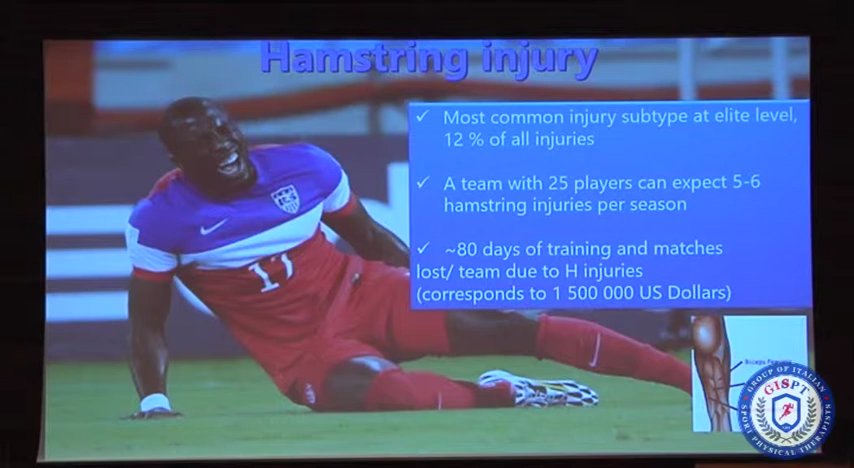 Hamstring injury
✓ Most common injury subtype at elite level,
12 % of all injuries
✓ A team with 25 players can expect 5-6
hamstring injuries per season
✓ ~80 days of training and matches
lost/ team due to H injuries
(corresponds to 1 500 000 US Dollars)
17
Biceps
GROUP OF ITALIAN
GISPT
SPORT PHYSICAL THERAPISTS